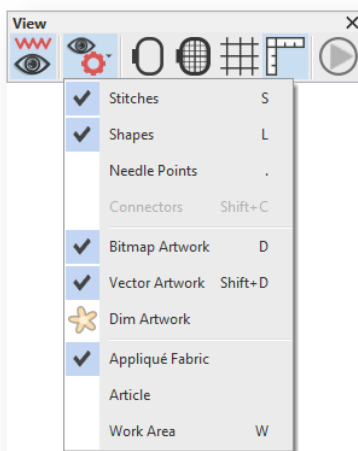 View
Stitches S
Shapes L
Needle Points .
Connectors Shift+C
Bitmap Artwork D
Vector Artwork Shift+D
Dim Artwork
Appliqué Fabric
Article
Work Area W